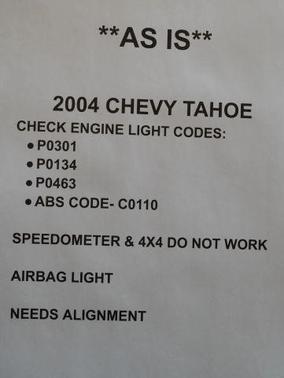 **AS IS**
2004 CHEVY TAHOE
CHECK ENGINE LIGHT CODES:
● P0301
● P0134
● P0463
● ABS CODE- C0110
SPEEDOMETER & 4X4 DO NOT WORK
AIRBAG LIGHT
NEEDS ALIGNMENT